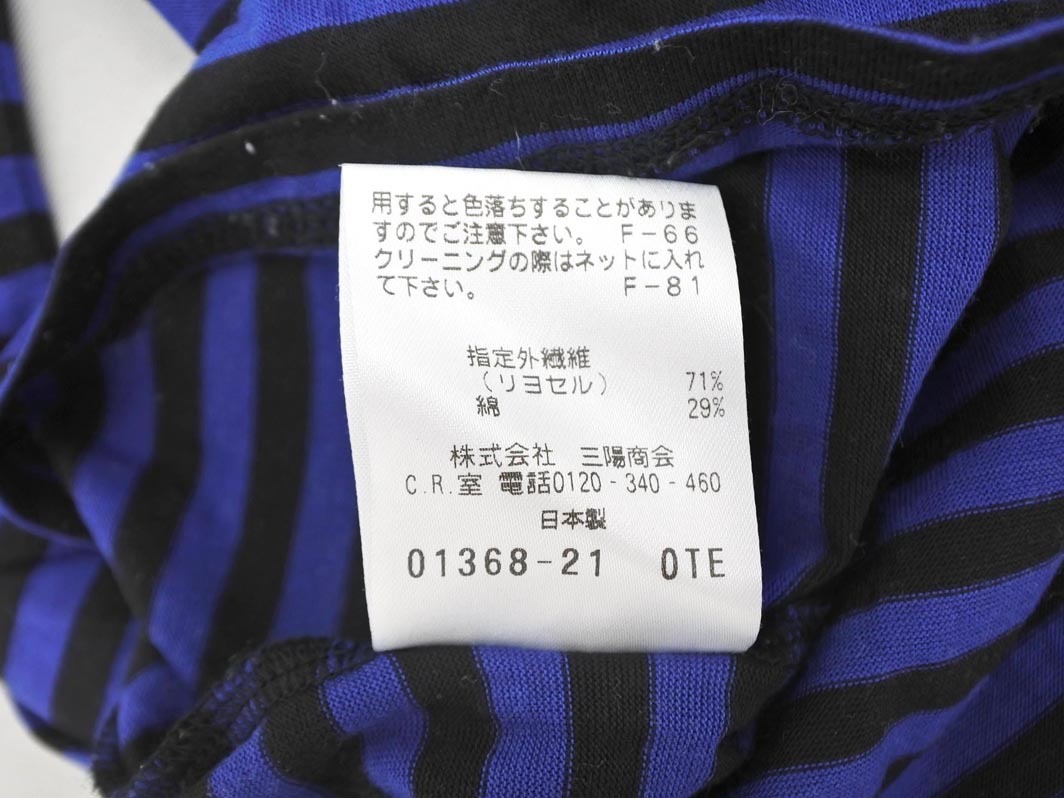 用すると色落ちすることがありま
すのでご注意下さい。 F-66
クリーニングの際はネットに入れ
て下さい。 F-81
指定外繊維
（リヨセル） 71%
綿 29%
株式会社 三陽商会
C.R.室 電話0120-340-460
日本製
01368-21 OTE